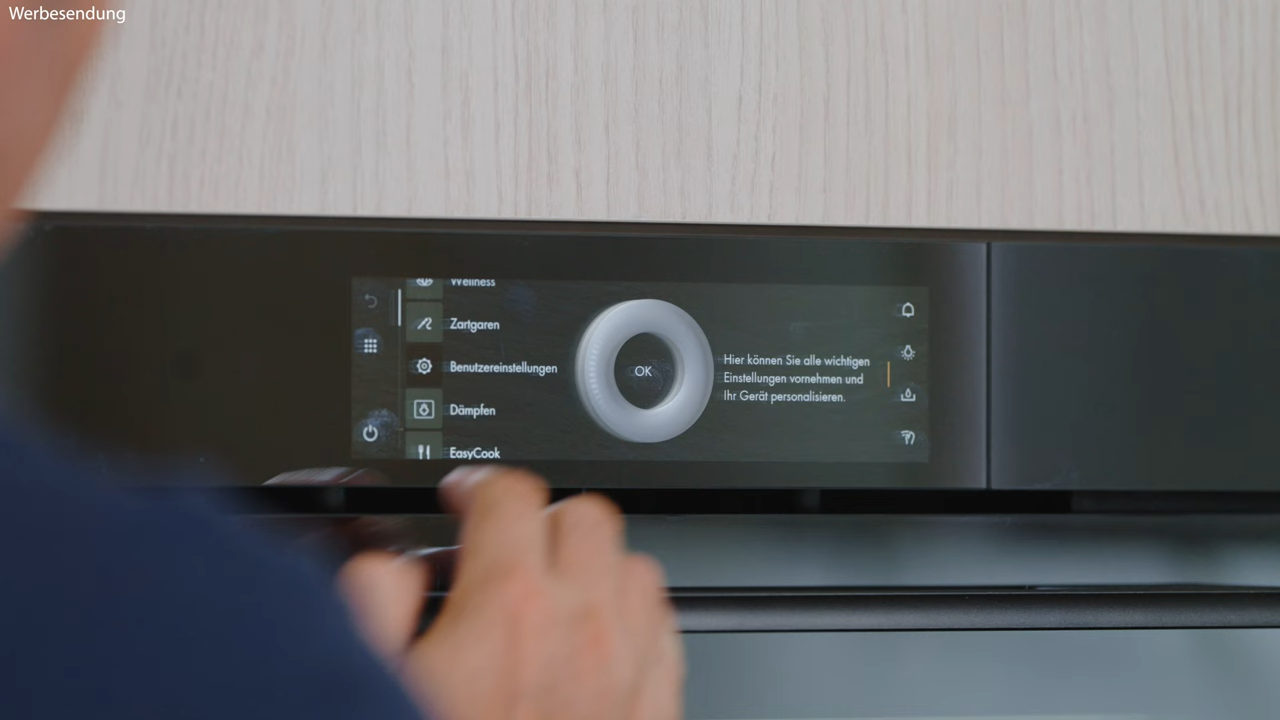 Werbesendung
Wellness
Zartgaren
Benutzereinstellungen
Dämpfen
EasyCook
OK
Hier können Sie alle wichtigen
Einstellungen vornehmen und
Ihr Gerät personalisieren.